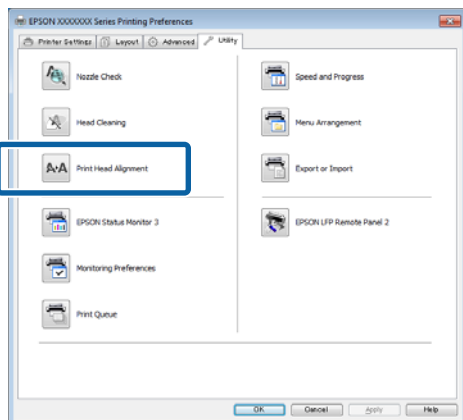 EPSON XXXXXXX Series Printing Preferences
Printer Settings
Layout
Advanced
Utility
Nozzle Check
Speed and Progress
Head Cleaning
Menu Arrangement
Print Head Alignment
Export or Import
EPSON Status Monitor 3
EPSON LFP Remote Panel 2
Monitoring Preferences
Print Queue
OK
Cancel
Apply
Help